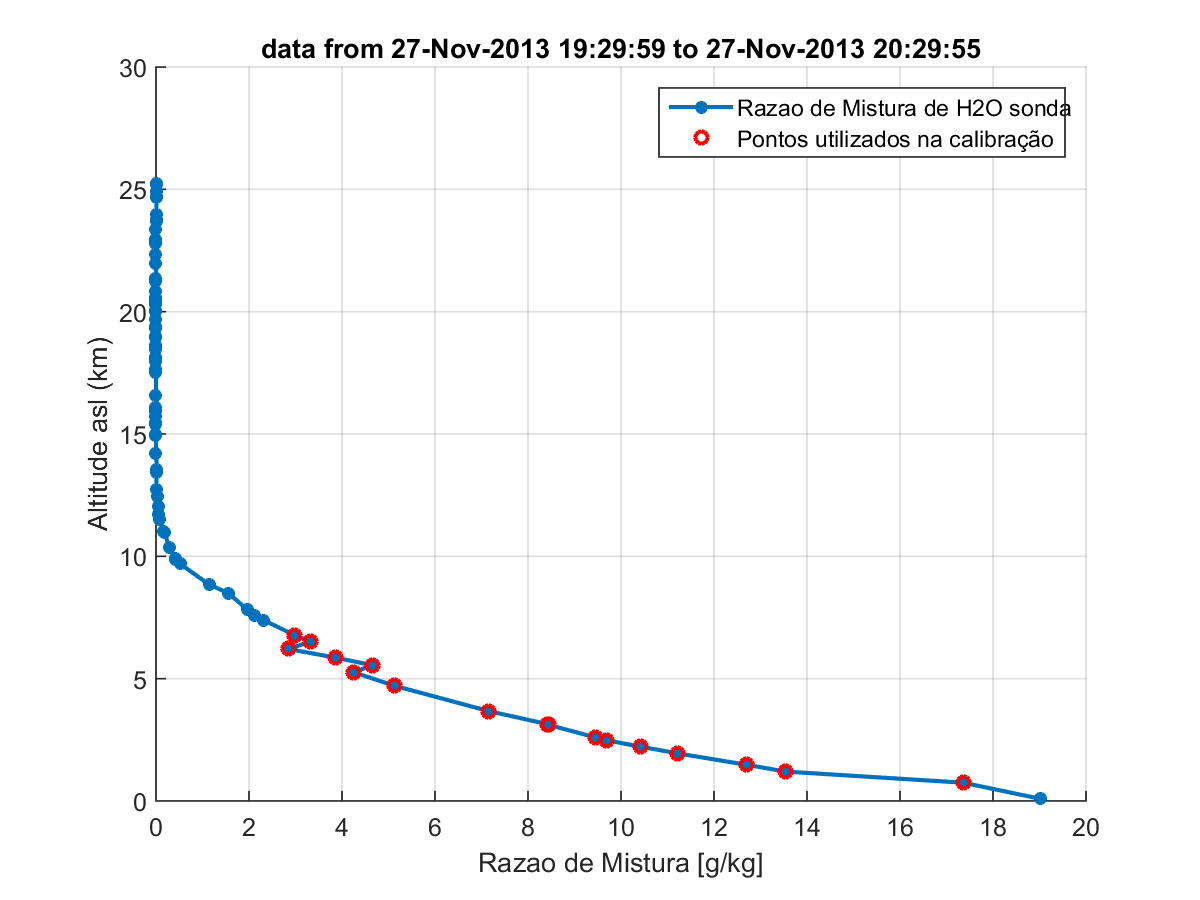 data from 27-Nov-2013 19:29:59 to 27-Nov-2013 20:29:55
Razao de Mistura de H2O sonda
Pontos utilizados na calibração
30
25
20
15
10
5
0
Altitude asl (km)
0 2 4 6 8 10 12 14 16 18 20
Razao de Mistura [g/kg]